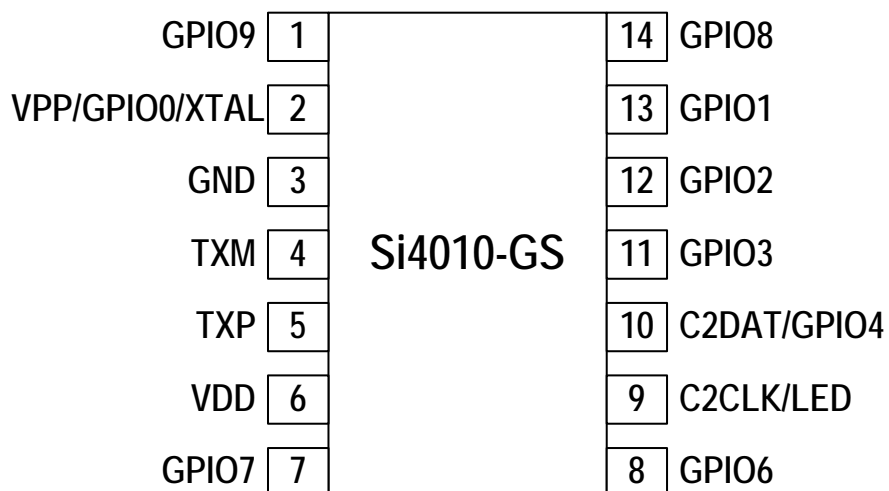 GPIO9 1 14 GPIO8
VPP/GPIO0/XTAL 2 13 GPIO1
GND 3 12 GPIO2
TXM 4 Si4010-GS 11 GPIO3
TXP 5 10 C2DAT/GPIO4
VDD 6 9 C2CLK/LED
GPIO7 7 8 GPIO6